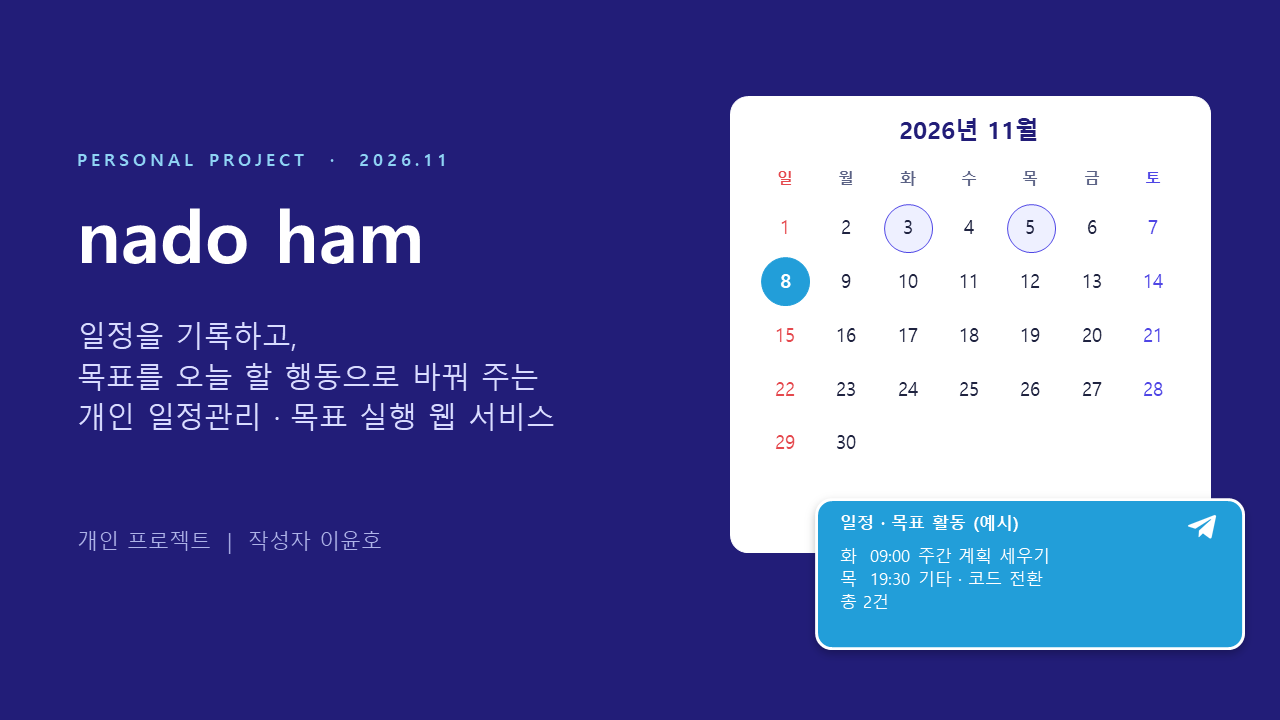 PERSONAL PROJECT · 2026.11
nado ham
일정을 기록하고,
목표를 오늘 할 행동으로 바꿔 주는
개인 일정관리 · 목표 실행 웹 서비스
개인 프로젝트 | 작성자 이윤호
2026년 11월
일 월 화 수 목 금 토
1 2 3 4 5 6 7
8 9 10 11 12 13 14
15 16 17 18 19 20 21
22 23 24 25 26 27 28
29 30
일정 · 목표 활동 (예시)
화 09:00 주간 계획 세우기
목 19:30 기타 · 코드 전환
총 2건